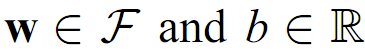 𝐰 ∈ ℱ and 𝑏 ∈ ℝ